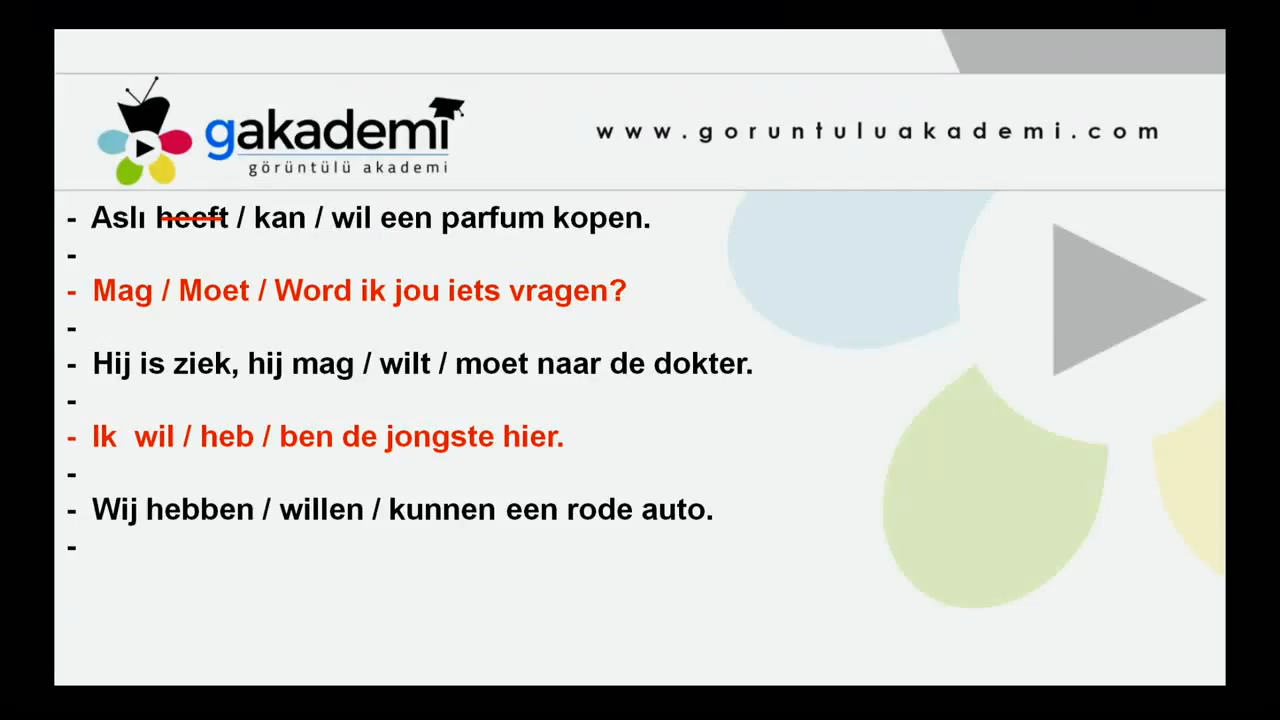 gakademi
görüntülü akademi
www.goruntuluakademi.com
- Aslı heeft / kan / wil een parfum kopen.
-
- Mag / Moet / Word ik jou iets vragen?
-
- Hij is ziek, hij mag / wilt / moet naar de dokter.
-
- Ik wil / heb / ben de jongste hier.
-
- Wij hebben / willen / kunnen een rode auto.
-